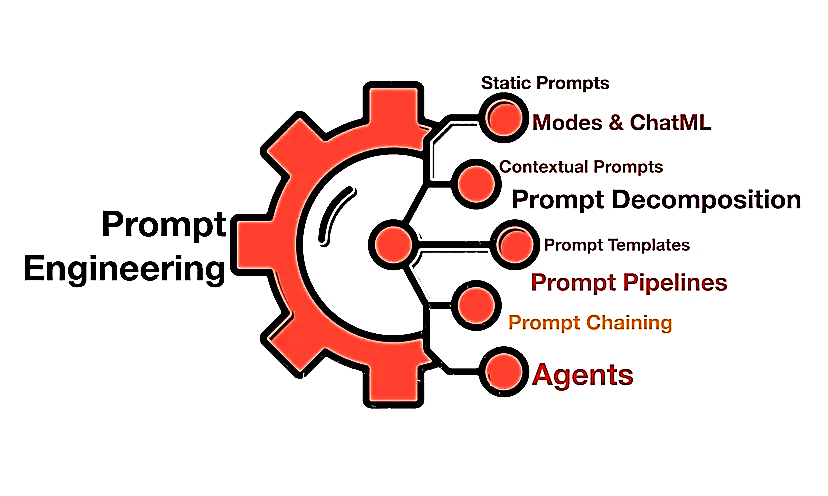 Prompt
Engineering
Static Prompts
Modes & ChatML
Contextual Prompts
Prompt Decomposition
Prompt Templates
Prompt Pipelines
Prompt Chaining
Agents